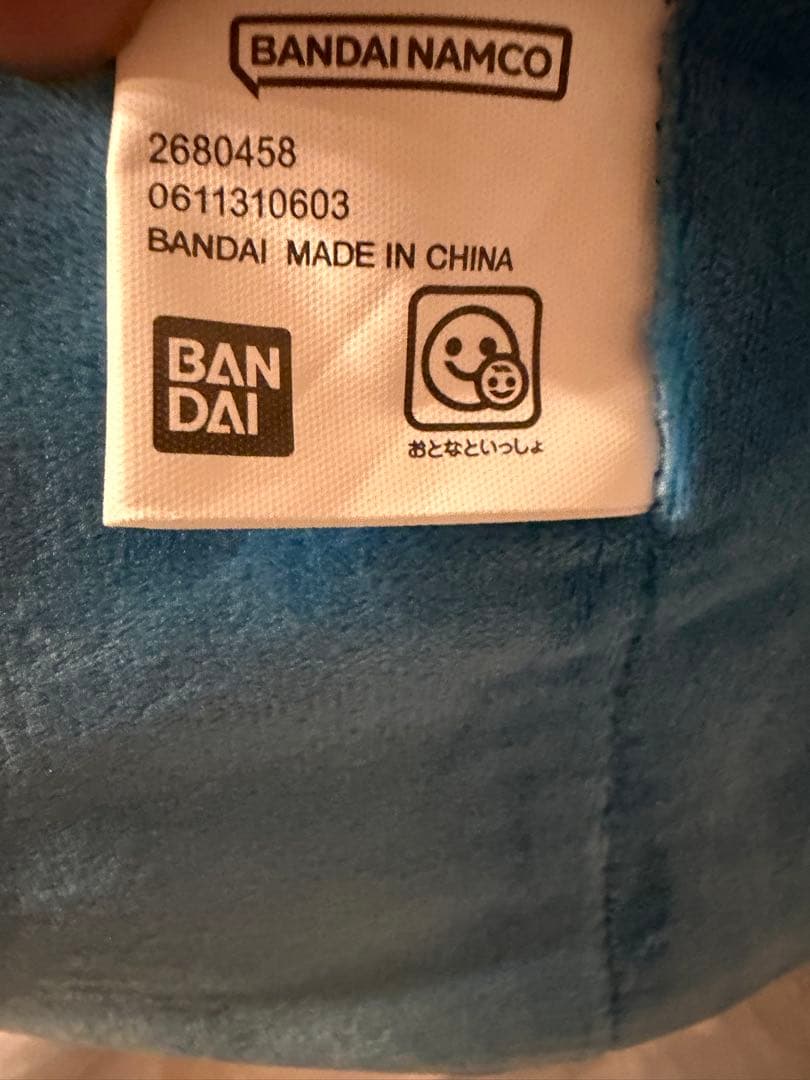 BANDAI NAMCO
2680458
0611310603
BANDAI MADE IN CHINA
BAN
DAI
おとなといっしょ